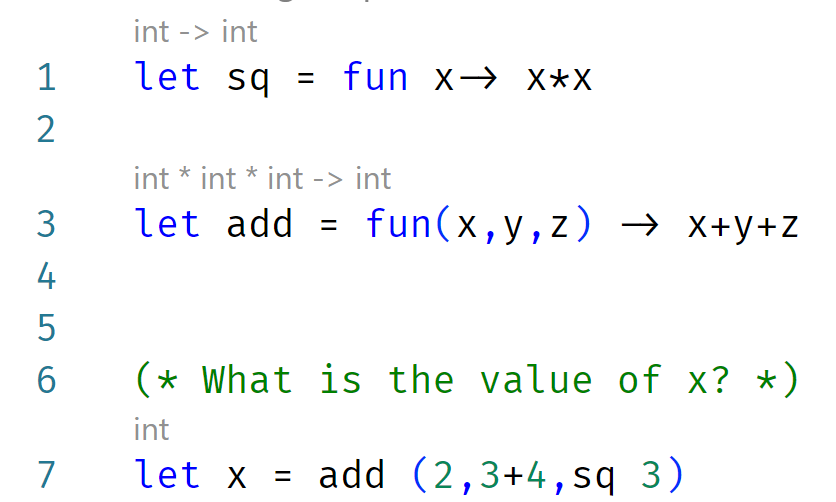 int -> int
1 let sq = fun x→ x*x
2
int * int * int -> int
3 let add = fun(x,y,z) → x+y+z
4
5
6 (* What is the value of x? *)
int
7 let x = add (2,3+4,sq 3)